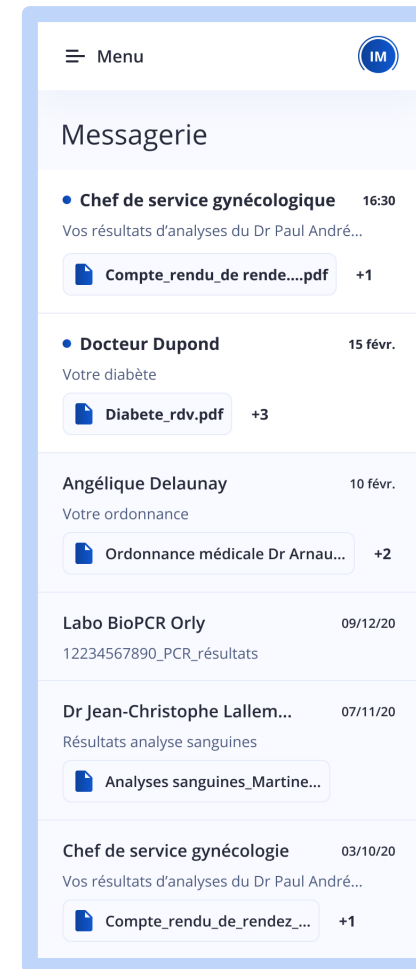 Menu
IM
Messagerie
Chef de service gynécologique 16:30
Vos résultats d’analyses du Dr Paul André...
Compte_rendu_de rende....pdf +1
Docteur Dupond 15 févr.
Votre diabète
Diabete_rdv.pdf +3
Angélique Delaunay 10 févr.
Votre ordonnance
Ordonnance médicale Dr Arnau... +2
Labo BioPCR Orly 09/12/20
12234567890_PCR_résultats
Dr Jean-Christophe Lallem... 07/11/20
Résultats analyse sanguines
Analyses sanguines_Martine...
Chef de service gynécologie 03/10/20
Vos résultats d’analyses du Dr Paul André...
Compte_rendu_de_rendez_... +1